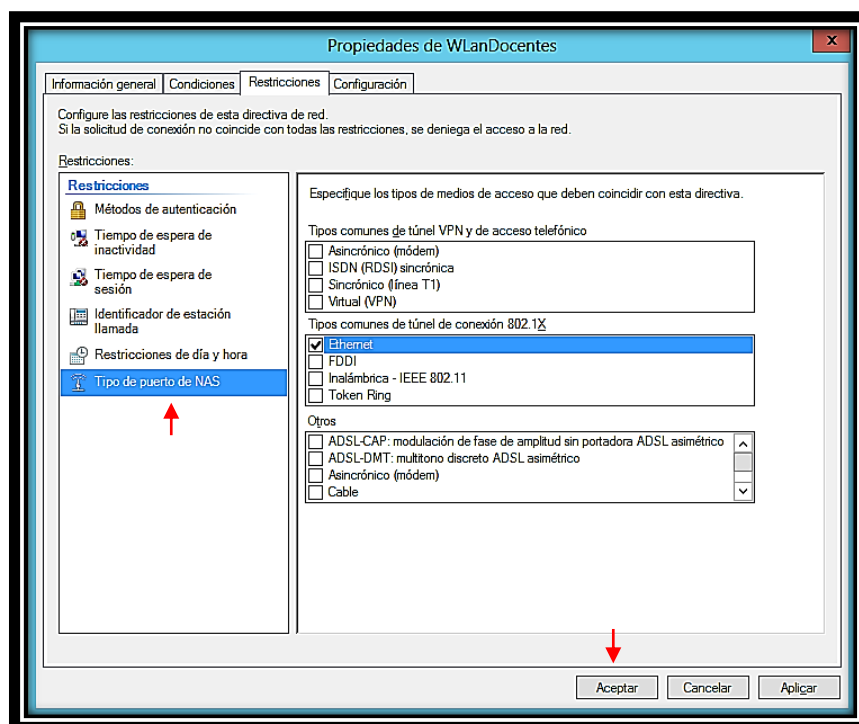 Propiedades de WLanDocentes
x
Información general Condiciones Restricciones Configuración
Configure las restricciones de esta directiva de red.
Si la solicitud de conexión no coincide con todas las restricciones, se deniega el acceso a la red.
Restricciones:
Restricciones
Métodos de autenticación
Tiempo de espera de
inactividad
Tiempo de espera de
sesión
Identificador de estación
llamada
Restricciones de día y hora
Tipo de puerto de NAS
Especifique los tipos de medios de acceso que deben coincidir con esta directiva.
Tipos comunes de túnel VPN y de acceso telefónico
Asincrónico (módem)
ISDN (RDSI) sincrónica
Sincrónico (línea T1)
Virtual (VPN)
Tipos comunes de túnel de conexión 802.1X
Ethernet
FDDI
Inalámbrica - IEEE 802.11
Token Ring
Otros
ADSL-CAP: modulación de fase de amplitud sin portadora ADSL asimétrico
ADSL-DMT: multitono discreto ADSL asimétrico
Asincrónico (módem)
Cable
Aceptar Cancelar Aplicar